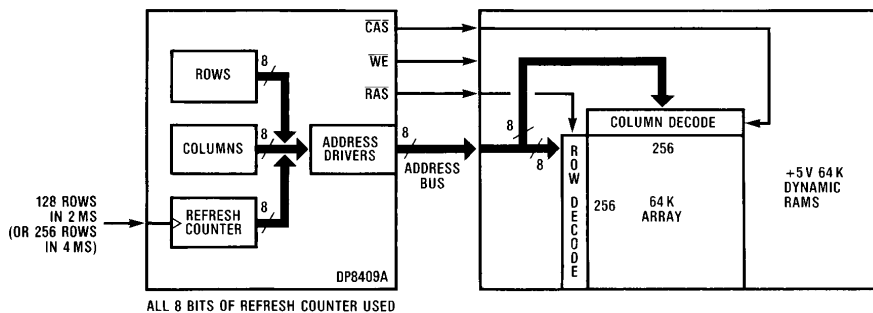 CAS
WE
RAS
ROWS
8
COLUMNS
8
REFRESH
COUNTER
8
ADDRESS
DRIVERS
8
ADDRESS
BUS
128 ROWS
IN 2 MS
(OR 256 ROWS
IN 4 MS)
DP8409A
ALL 8 BITS OF REFRESH COUNTER USED
8
8
COLUMN DECODE
ROW DECODE
256
256
64K
ARRAY
+5V 64K
DYNAMIC
RAMS